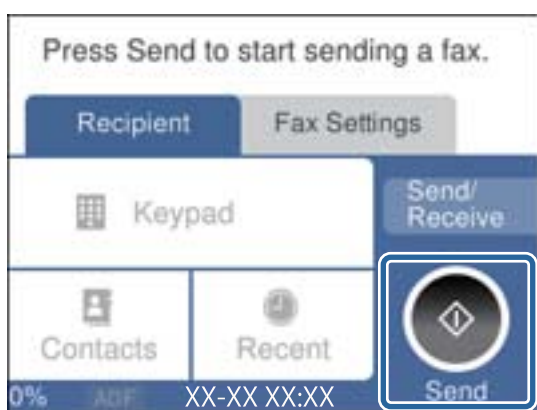 Press Send to start sending a fax.
Recipient Fax Settings
Keypad
Send/
Receive
Contacts Recent
Send
0% ADF XX-XX XX:XX